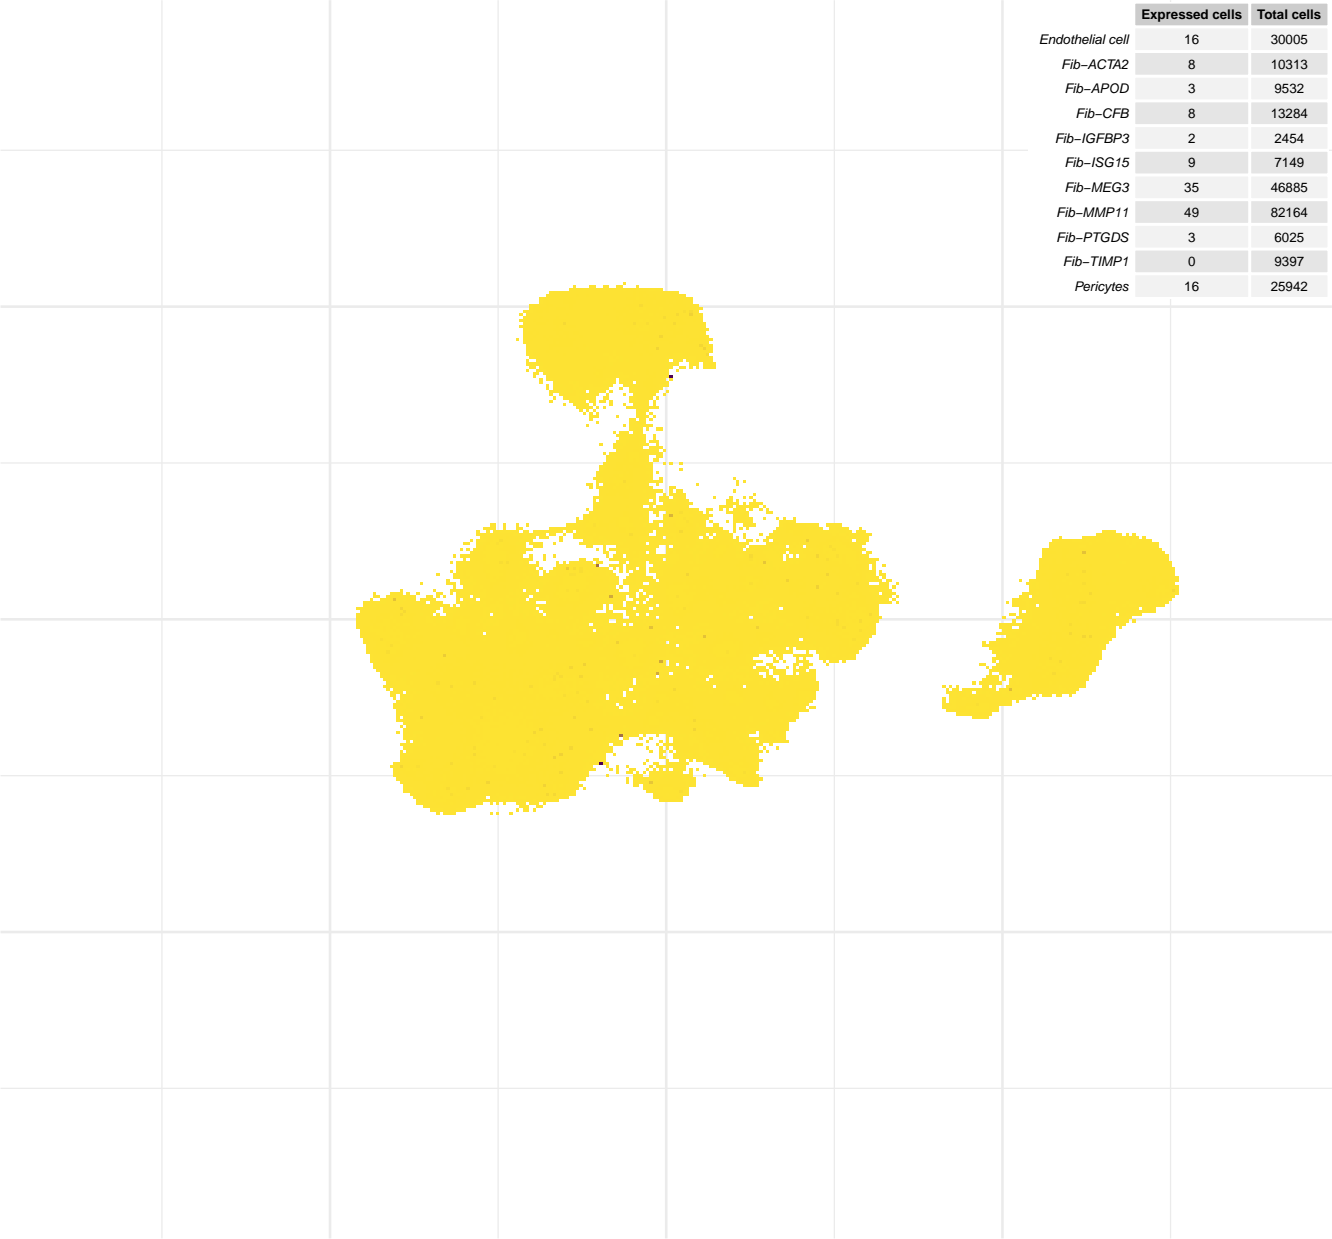 Expressed cells Total cells
Endothelial cell 16 30005
Fib−ACTA2 8 10313
Fib−APOD 3 9532
Fib−CFB 8 13284
Fib−IGFBP3 2 2454
Fib−ISG15 9 7149
Fib−MEG3 35 46885
Fib−MMP11 49 82164
Fib−PTGDS 3 6025
Fib−TIMP1 0 9397
Pericytes 16 25942